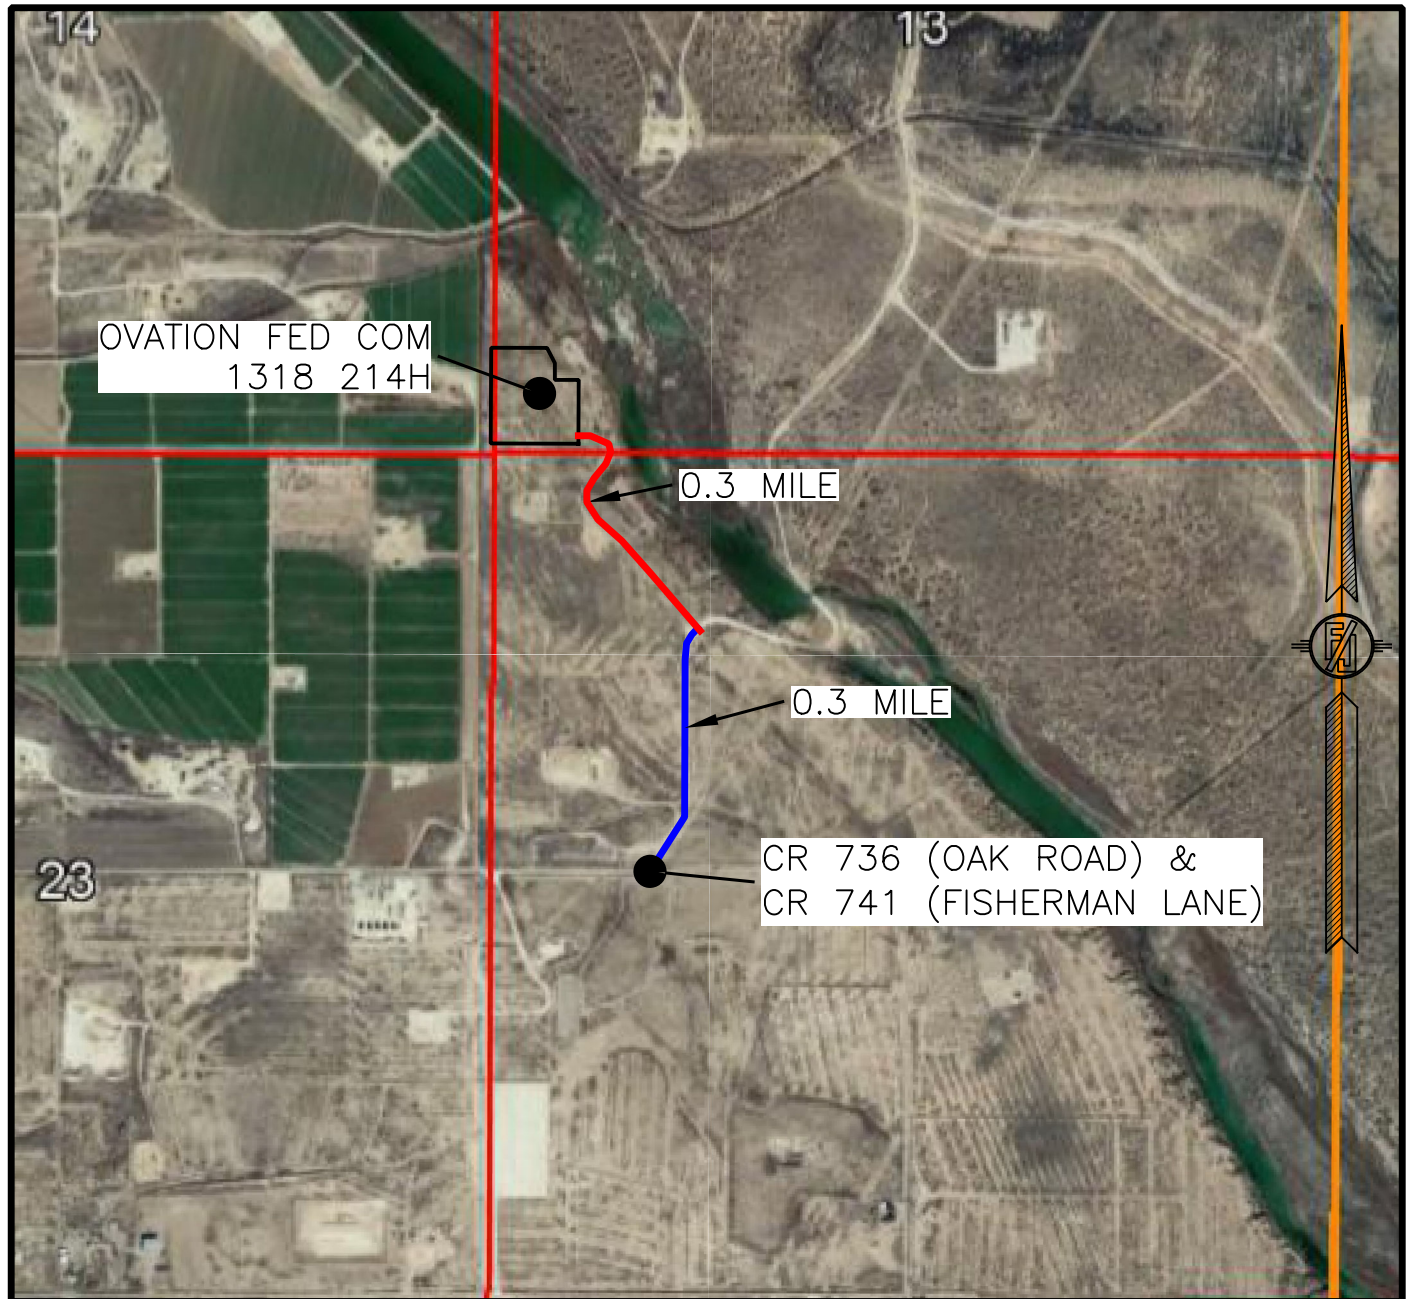 14
13
OVATION FED COM
1318 214H
0.3 MILE
0.3 MILE
CR 736 (OAK ROAD) &
CR 741 (FISHERMAN LANE)
23